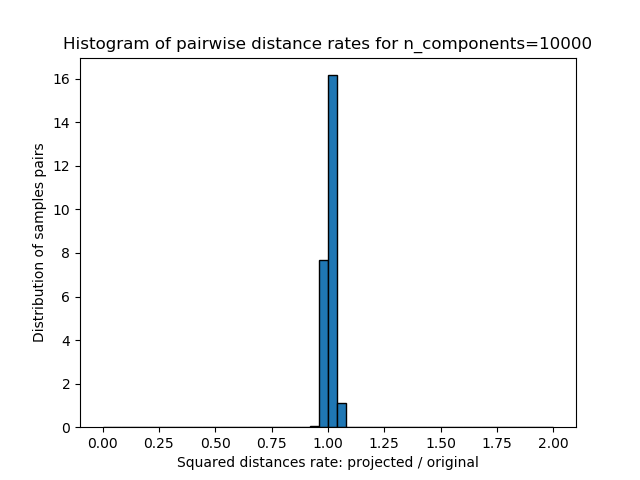 Histogram of pairwise distance rates for n_components=10000
16
14
12
10
8
6
4
2
0
Distribution of samples pairs
0.00 0.25 0.50 0.75 1.00 1.25 1.50 1.75 2.00
Squared distances rate: projected / original